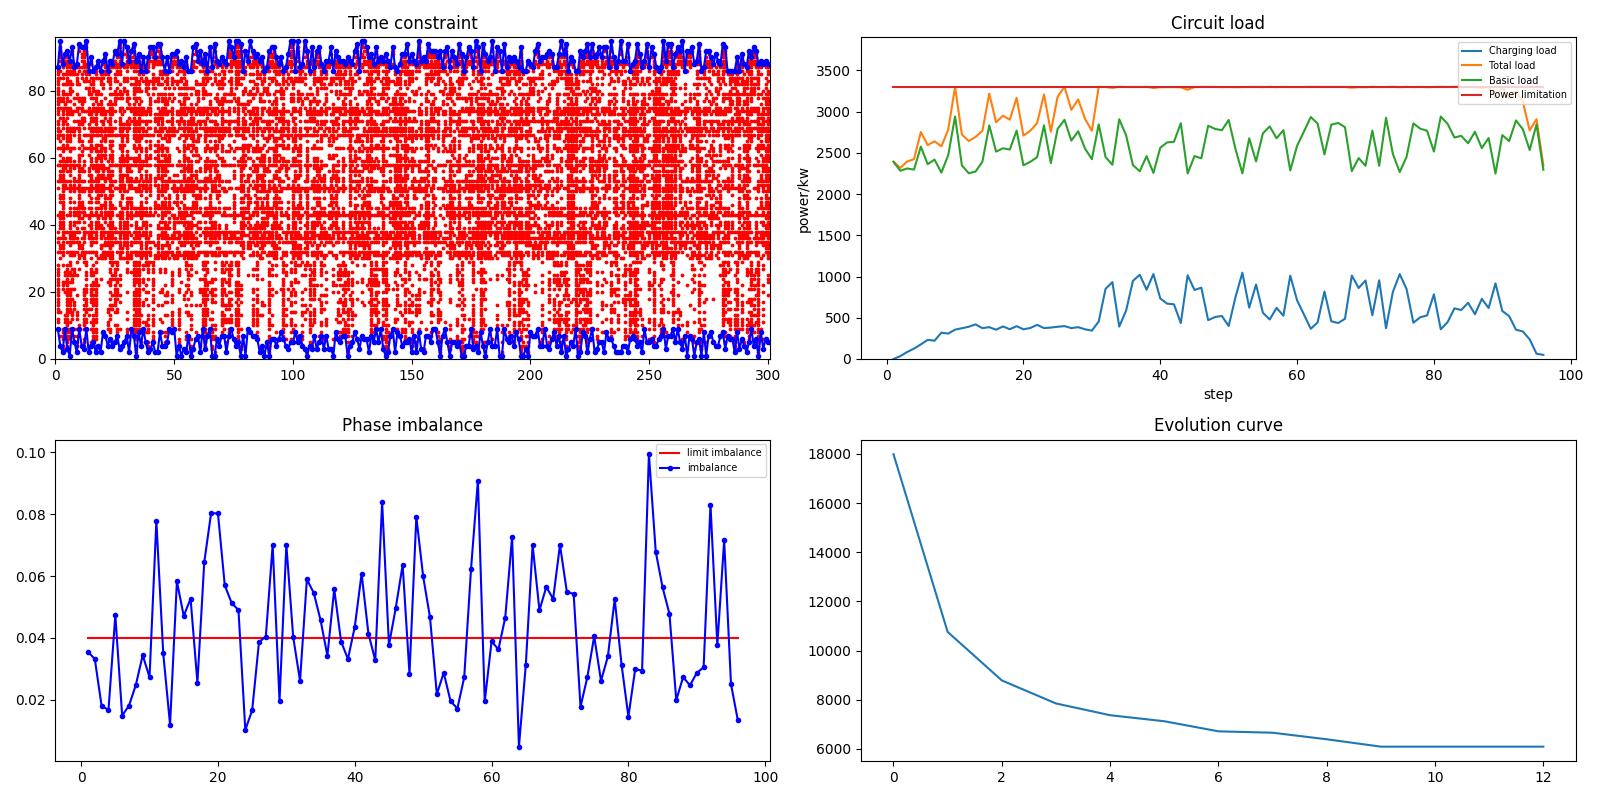 Time constraint
80
60
40
20
0
0 50 100 150 200 250 300
Circuit load
power/kw
3500
3000
2500
2000
1500
1000
500
0
0 20 40 60 80 100
step
Charging load
Total load
Basic load
Power limitation
Phase imbalance
0.10
0.08
0.06
0.04
0.02
0 20 40 60 80 100
limit imbalance
imbalance
Evolution curve
18000
16000
14000
12000
10000
8000
6000
0 2 4 6 8 10 12